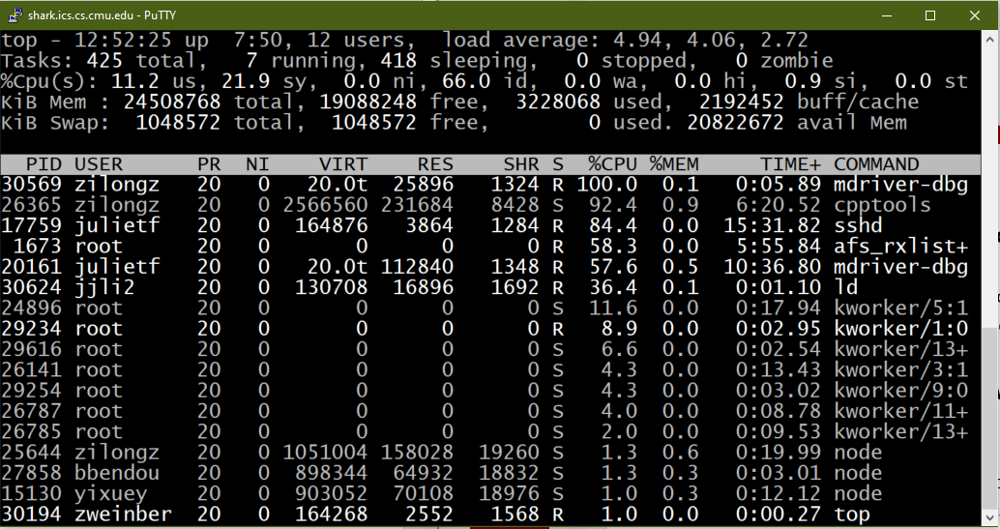 shark.ics.cs.cmu.edu - PuTTY
top - 12:52:25 up  7:50, 12 users,  load average: 4.94, 4.06, 2.72
Tasks: 425 total,   7 running, 418 sleeping,   0 stopped,   0 zombie
%Cpu(s): 11.2 us, 21.9 sy,  0.0 ni, 66.0 id,  0.0 wa,  0.0 hi,  0.9 si,  0.0 st
KiB Mem : 24508768 total, 19088248 free,  3228068 used,  2192452 buff/cache
KiB Swap:  1048572 total,  1048572 free,        0 used. 20822672 avail Mem
  PID USER      PR  NI    VIRT    RES    SHR S  %CPU %MEM     TIME+ COMMAND
30569 zilongz   20   0   20.0t  25896   1324 R 100.0  0.1   0:05.89 mdriver-dbg
26365 zilongz   20   0 2566560 231684   8428 S  92.4  0.9   6:20.52 cpptools
17759 julietf   20   0  164876   3864   1284 R  84.4  0.0  15:31.82 sshd
 1673 root      20   0       0      0      0 R  58.3  0.0   5:55.84 afs_rxlist+
20161 julietf   20   0   20.0t 112840   1348 R  57.6  0.5  10:36.80 mdriver-dbg
30624 jjli2     20   0  130708  16896   1692 R  36.4  0.1   0:01.10 ld
24896 root      20   0       0      0      0 S  11.6  0.0   0:17.94 kworker/5:1
29234 root      20   0       0      0      0 R   8.9  0.0   0:02.95 kworker/1:0
29616 root      20   0       0      0      0 S   6.6  0.0   0:02.54 kworker/13+
26141 root      20   0       0      0      0 S   4.3  0.0   0:13.43 kworker/3:1
29254 root      20   0       0      0      0 S   4.3  0.0   0:03.02 kworker/9:0
26787 root      20   0       0      0      0 S   4.0  0.0   0:08.78 kworker/11+
26785 root      20   0       0      0      0 S   2.0  0.0   0:09.53 kworker/13+
25644 zilongz   20   0 1051004 158028  19260 S   1.3  0.6   0:19.99 node
27858 bbendou   20   0  898344  64932  18832 S   1.3  0.3   0:03.01 node
15130 yixuey    20   0  903052  70108  18976 S   1.0  0.3   0:12.12 node
30194 zweinber  20   0  164268   2552   1568 R   1.0  0.0   0:00.27 top